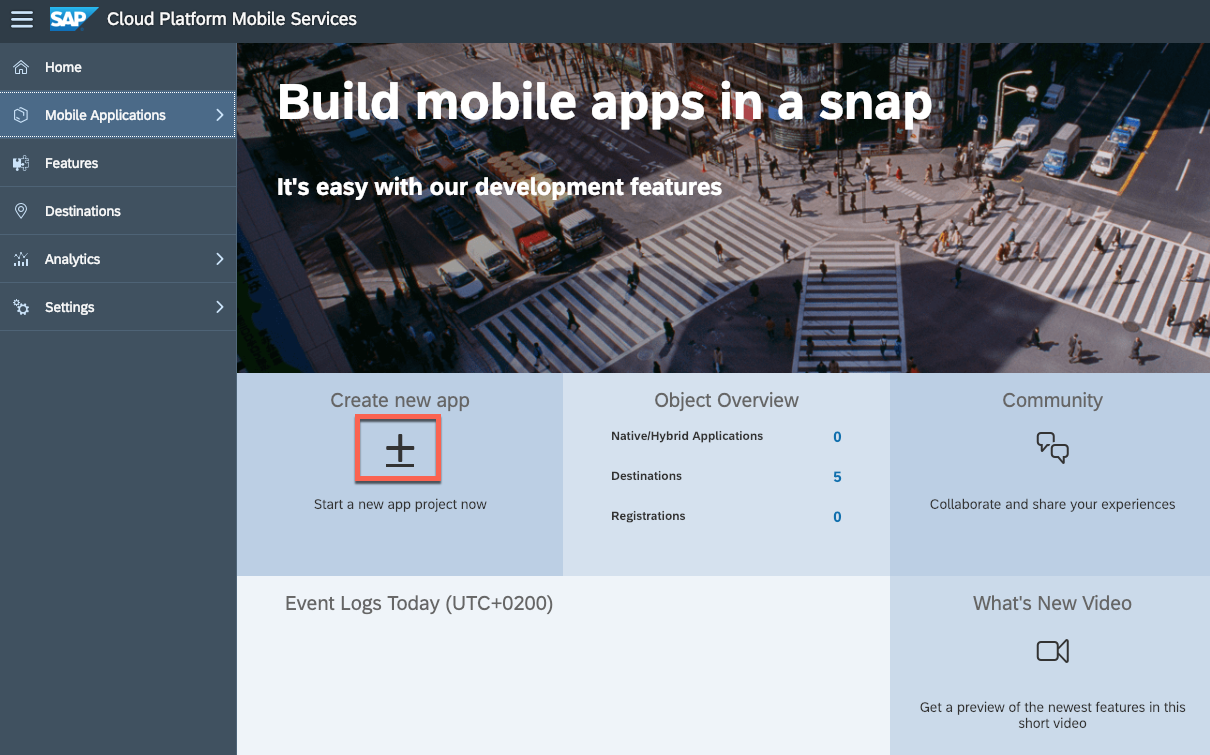 SAP Cloud Platform Mobile Services
Home
Mobile Applications
Features
Destinations
Analytics
Settings
Build mobile apps in a snap
It's easy with our development features
Create new app
Start a new app project now
Object Overview
Native/Hybrid Applications 0
Destinations 5
Registrations 0
Community
Collaborate and share your experiences
Event Logs Today (UTC+0200)
What's New Video
Get a preview of the newest features in this
short video